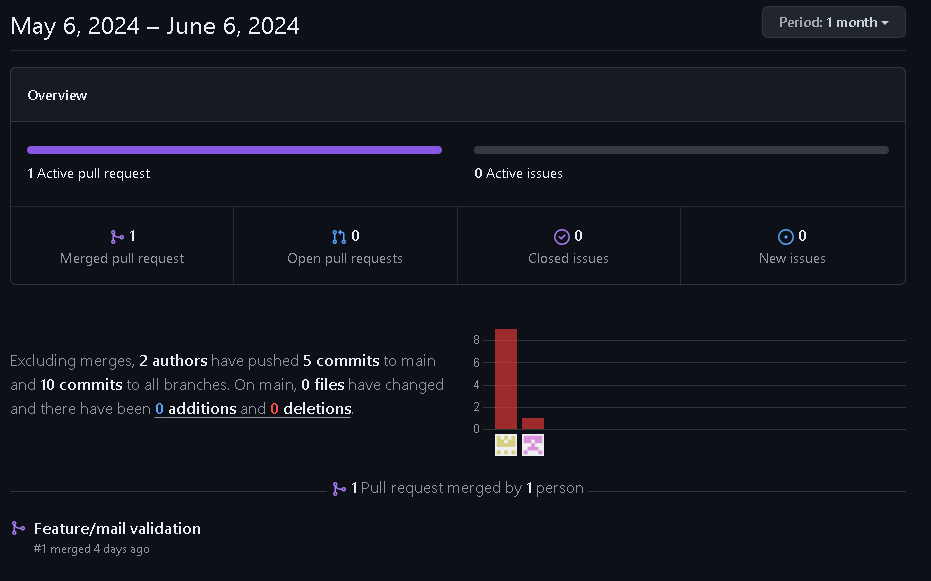 May 6, 2024 – June 6, 2024
Period: 1 month
Overview
1 Active pull request
0 Active issues
1
Merged pull request
0
Open pull requests
0
Closed issues
0
New issues
Excluding merges, 2 authors have pushed 5 commits to main
and 10 commits to all branches. On main, 0 files have changed
and there have been 0 additions and 0 deletions.
8
6
4
2
0
1 Pull request merged by 1 person
Feature/mail validation
#1 merged 4 days ago